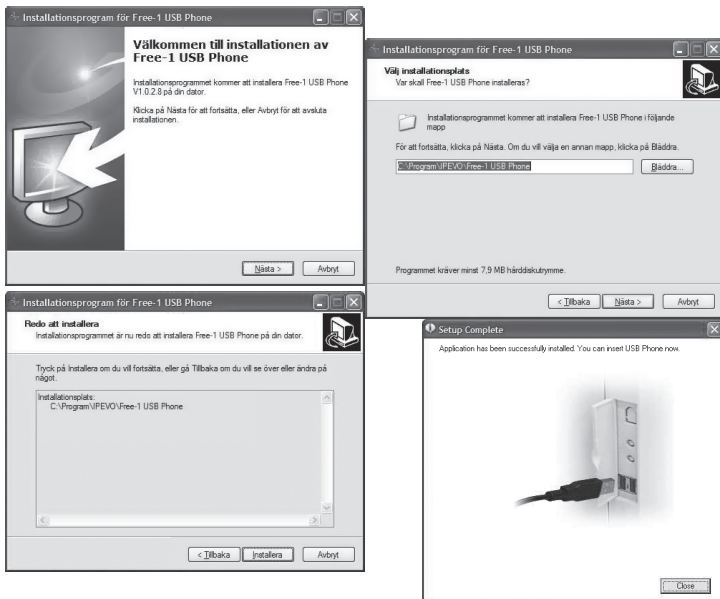 Installationsprogram för Free-1 USB Phone
Välkommen till installationen av
Free-1 USB Phone
Installationsprogrammet kommer att installera Free-1 USB Phone
V1.0.2.8 på din dator.
Klicka på Nästa för att fortsätta, eller Avbryt för att avsluta
installationen.
Nästa >
Avbryt
Installationsprogram för Free-1 USB Phone
Välj installationsplats
Var skall Free-1 USB Phone installeras?
Installationsprogrammet kommer att installera Free-1 USB Phone i följande
mapp
För att fortsätta, klicka på Nästa. Om du vill välja en annan mapp, klicka på Bläddra.
C:\Program\IPEVO\Free-1 USB Phone
Bläddra...
Programmet kräver minst 7,9 MB hårddiskutrymme.
< Tillbaka
Nästa >
Avbryt
Installationsprogram för Free-1 USB Phone
Redo att installera
Installationsprogrammet är nu redo att installera Free-1 USB Phone på din dator.
Tryck på Installera om du vill fortsätta, eller gå Tillbaka om du vill se över eller ändra på
något.
Installationsplats:
C:\Program\IPEVO\Free-1 USB Phone
< Tillbaka
Installera
Avbryt
Setup Complete
Application has been successfully installed. You can insert USB Phone now.
Close